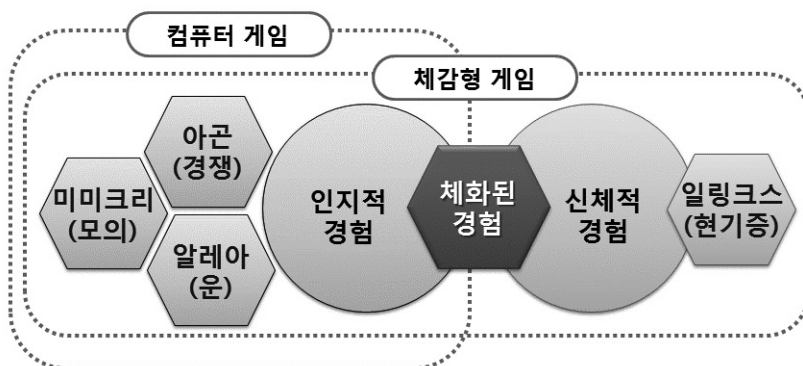 컴퓨터 게임
체감형 게임
아곤
(경쟁)
미미크리
(모의)
알레아
(운)
인지적
경험
체화된
경험
신체적
경험
일링크스
(현기증)